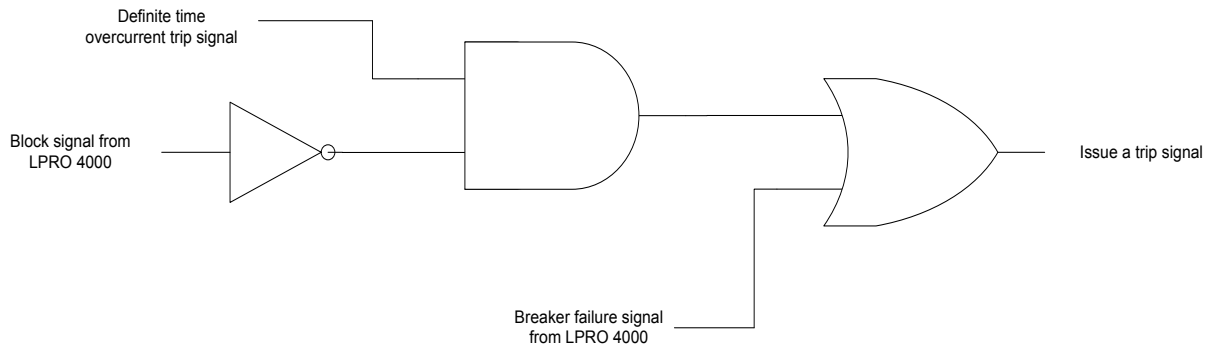 Definite time
overcurrent trip signal
Block signal from
LPRO 4000
Issue a trip signal
Breaker failure signal
from LPRO 4000